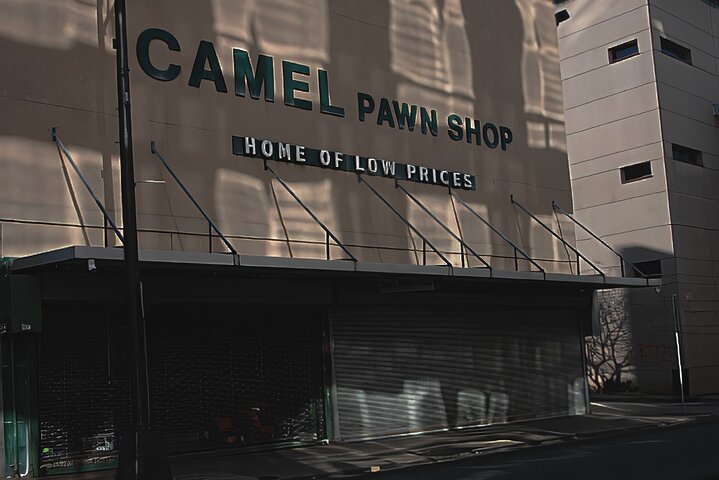 CAMEL PAWN SHOP
HOME OF LOW PRICES